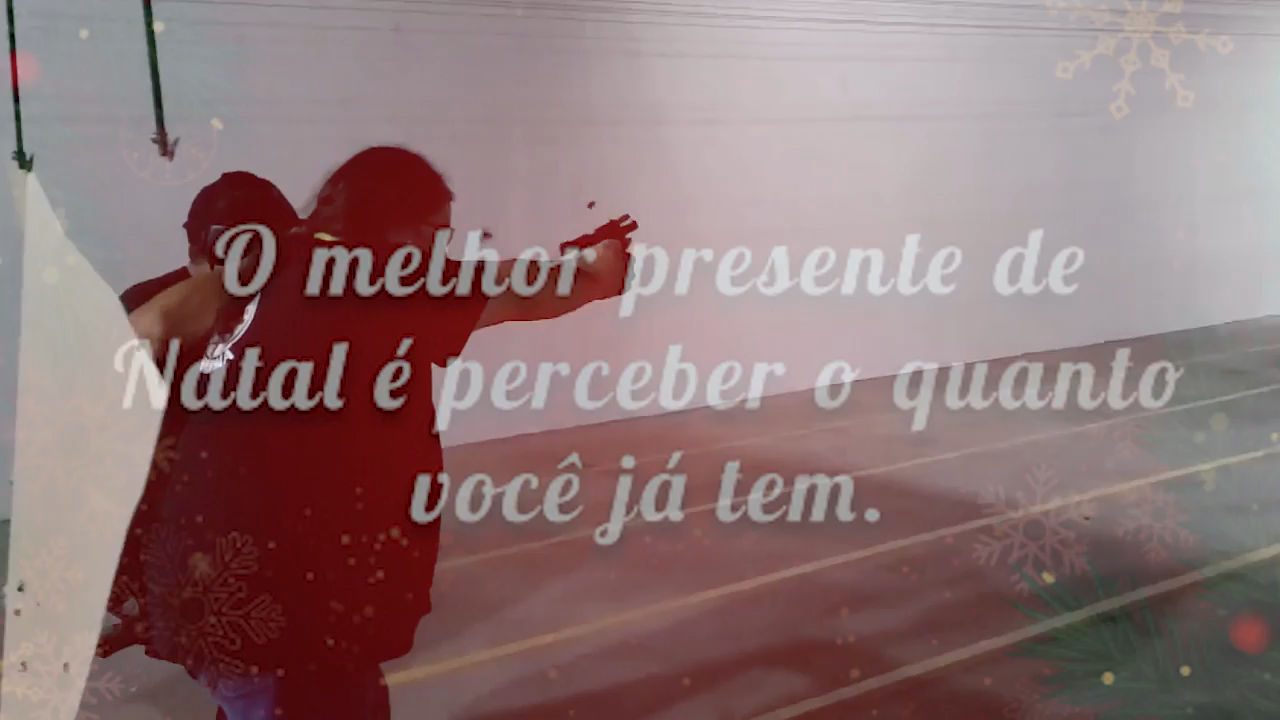 O melhor presente de
Natal é perceber o quanto
você já tem.